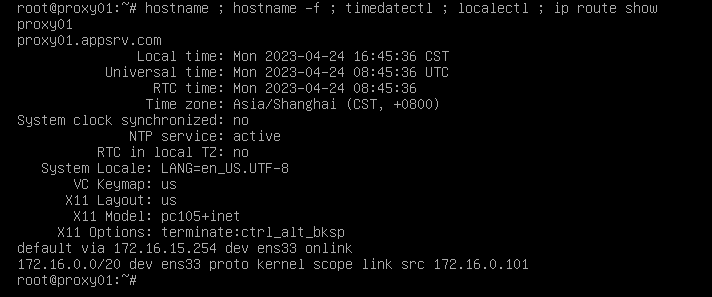 root@proxy01:~# hostname ; hostname -f ; timedatectl ; localectl ; ip route show
proxy01
proxy01.appsrv.com
Local time: Mon 2023-04-24 16:45:36 CST
Universal time: Mon 2023-04-24 08:45:36 UTC
RTC time: Mon 2023-04-24 08:45:36
Time zone: Asia/Shanghai (CST, +0800)
System clock synchronized: no
NTP service: active
RTC in local TZ: no
System Locale: LANG=en_US.UTF-8
VC Keymap: us
X11 Layout: us
X11 Model: pc105+inet
X11 Options: terminate:ctrl_alt_bksp
default via 172.16.15.254 dev ens33 onlink
172.16.0.0/20 dev ens33 proto kernel scope link src 172.16.0.101
root@proxy01:~#